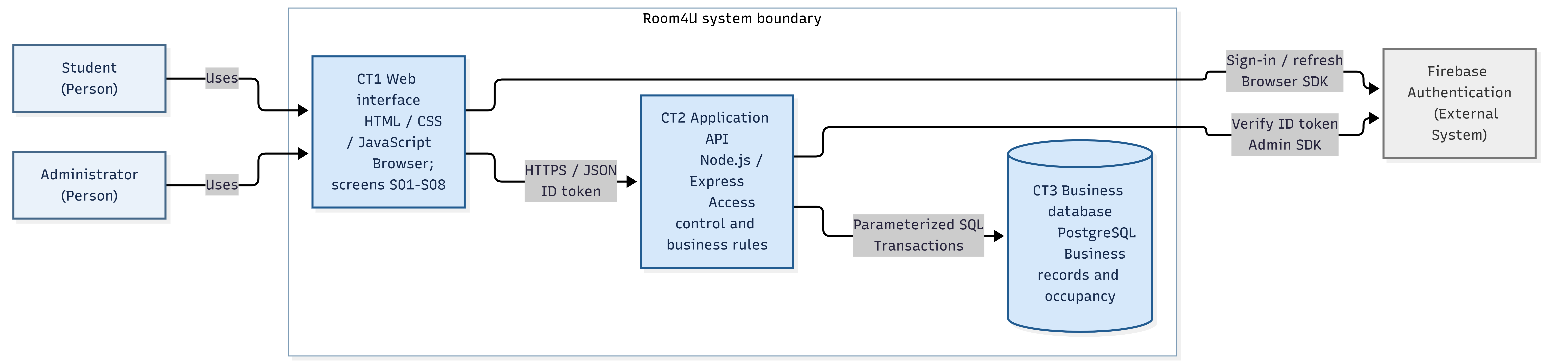 Room4U system boundary
Student
(Person)
Uses
Administrator
(Person)
Uses
CT1 Web
interface
HTML / CSS
/ JavaScript
Browser;
screens S01-S08
HTTPS / JSON
ID token
CT2 Application
API
Node.js /
Express
Access
control and
business rules
Parameterized SQL
Transactions
CT3 Business
database
PostgreSQL
Business
records and
occupancy
Sign-in / refresh
Browser SDK
Verify ID token
Admin SDK
Firebase
Authentication
(External
System)